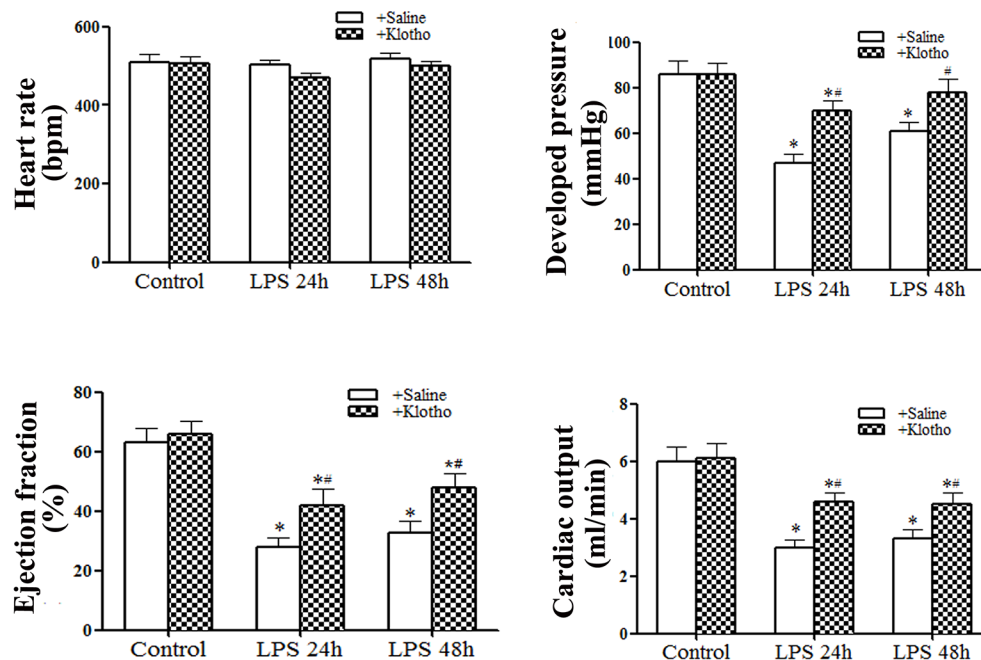 +Saline
+Klotho
Heart rate
(bpm)
600
400
200
0
Control LPS 24h LPS 48h
+Saline
+Klotho
Developed pressure
(mmHg)
100
80
60
40
20
0
* *# * #
Control LPS 24h LPS 48h
+Saline
+Klotho
Ejection fraction
(%)
80
60
40
20
0
* *# * *#
Control LPS 24h LPS 48h
+Saline
+Klotho
Cardiac output
(ml/min)
8
6
4
2
0
* *# * *#
Control LPS 24h LPS 48h